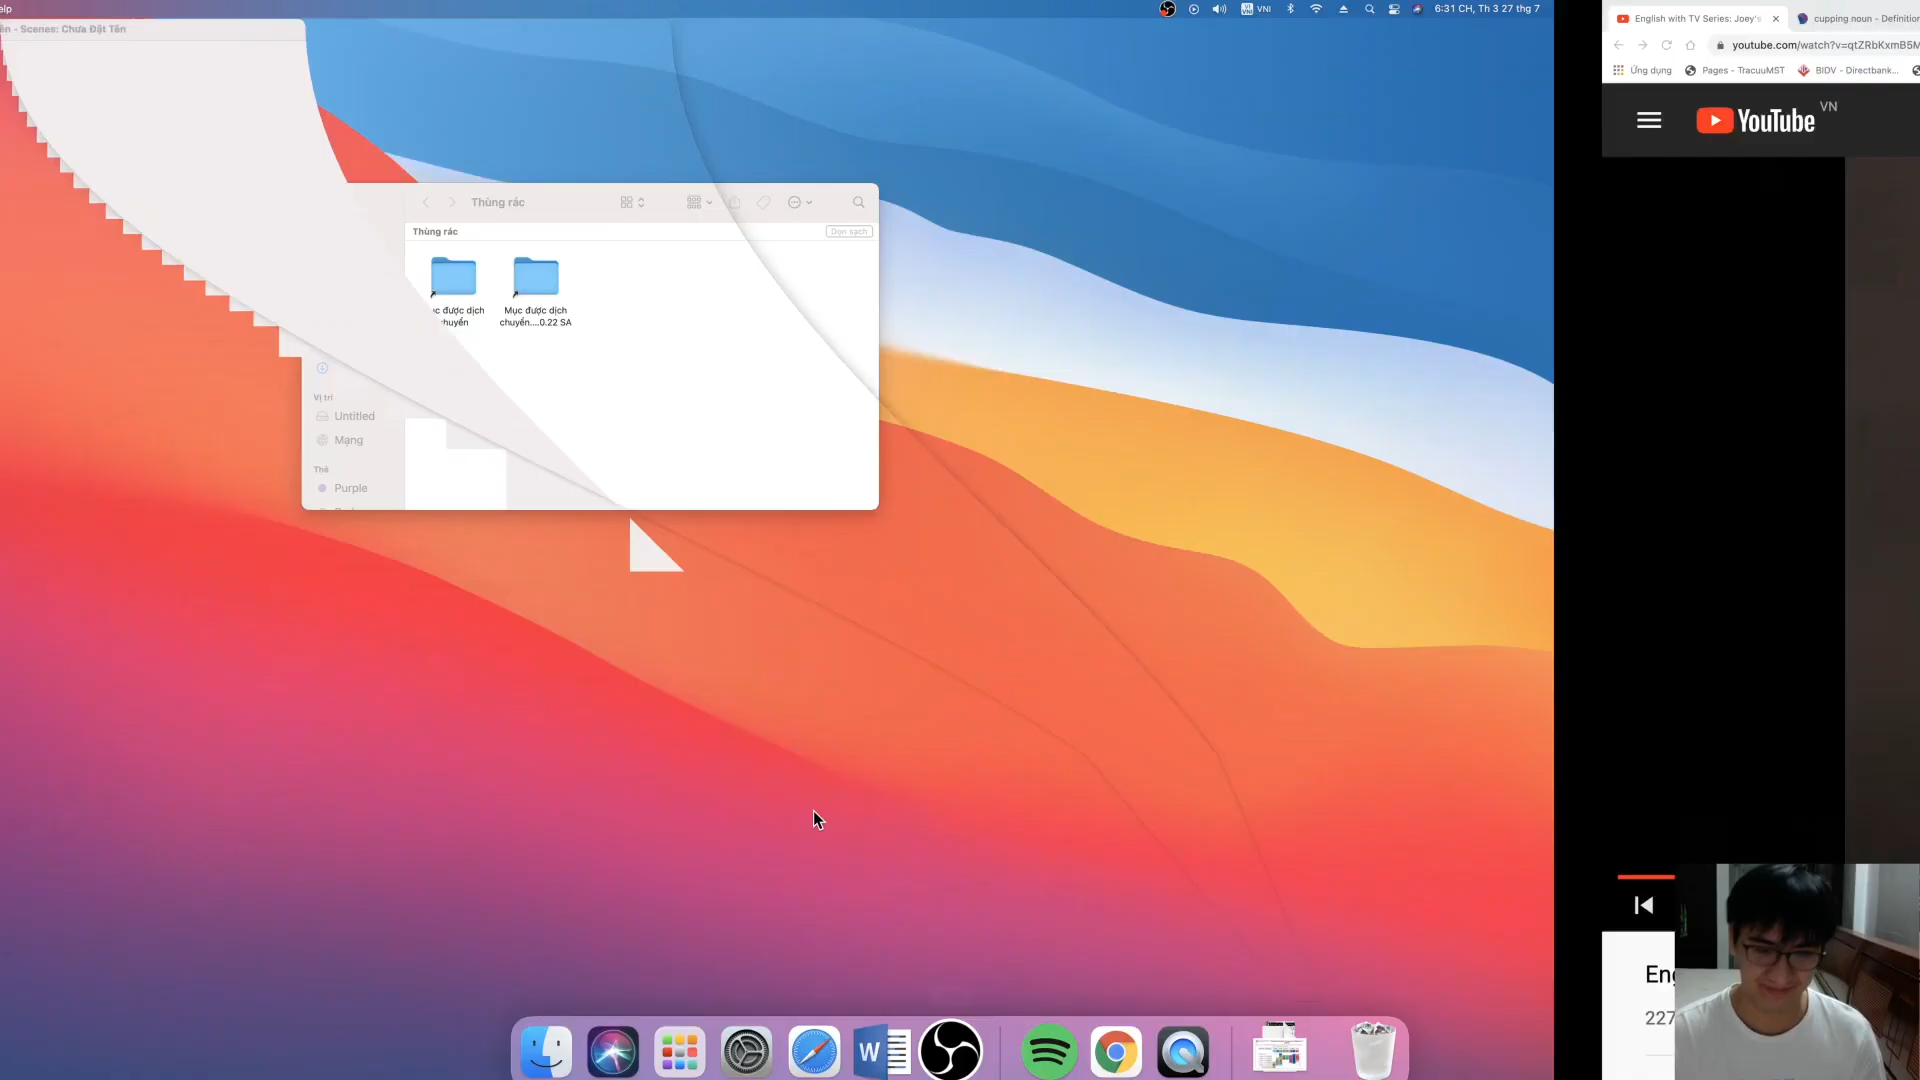 elp
VNI
6:31 CH, Th 3 27 thg 7
ên - Scenes: Chưa Đặt Tên
Thùng rác
Thùng rác
Dọn sạch
ục được dịch
chuyển
Mục được dịch
chuyển....0.22 SA
Vị trí
Untitled
Mạng
Thẻ
Purple
W
English with TV Series: Joey's
cupping noun - Definition
youtube.com/watch?v=qtZRbKxmB5M
Ứng dụng
Pages - TracuuMST
BIDV - Directbank...
YouTube VN
Eng
227